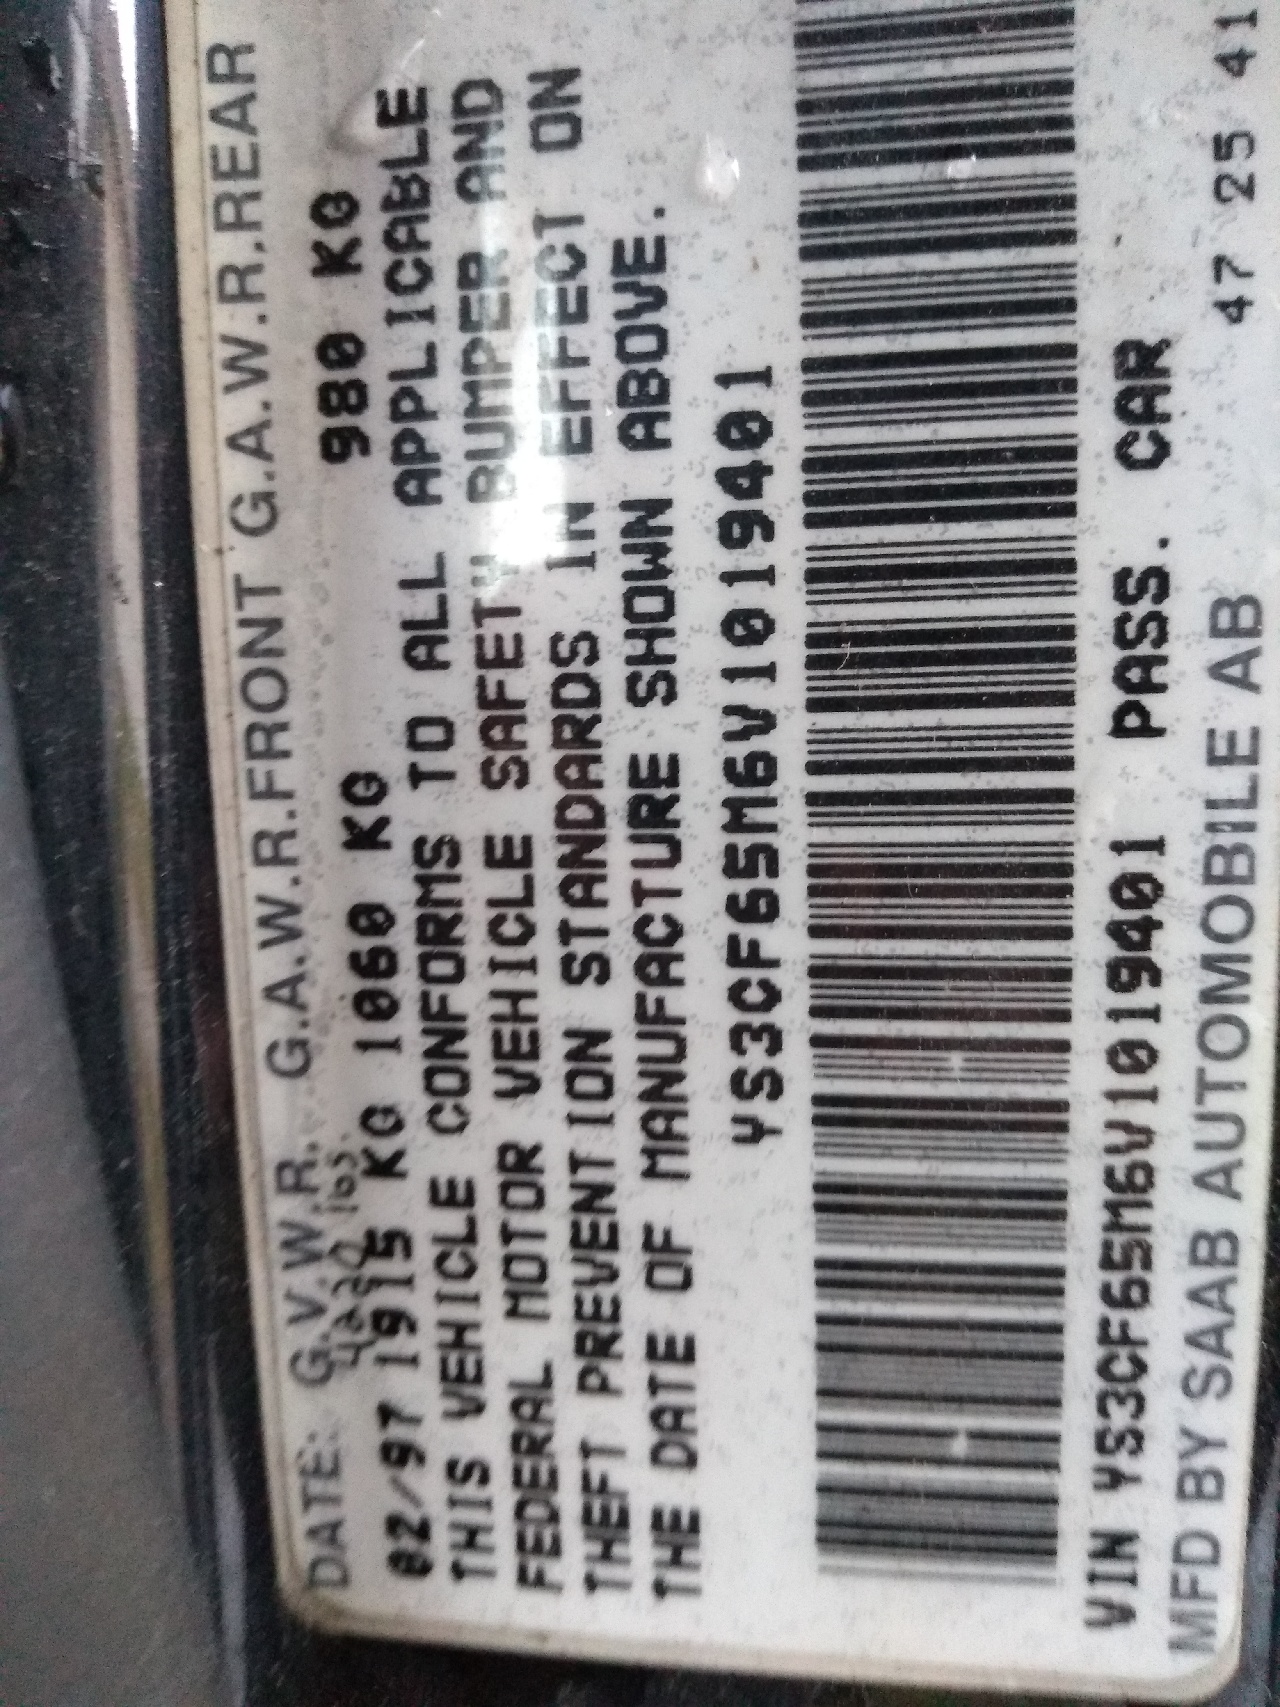 DATE: G.V.W.R. G.A.W.R.FRONT G.A.W.R.REAR
02/97 1915 KG 1060 KG 980 KG
THIS VEHICLE CONFORMS TO ALL APPLICABLE
FEDERAL MOTOR VEHICLE SAFETY BUMPER AND
THEFT PREVENTION STANDARDS IN EFFECT ON
THE DATE OF MANUFACTURE SHOWN ABOVE.
YS3CF65M6V1019401
VIN YS3CF65M6V1019401 PASS. CAR
MFD BY SAAB AUTOMOBILE AB 47 25 41